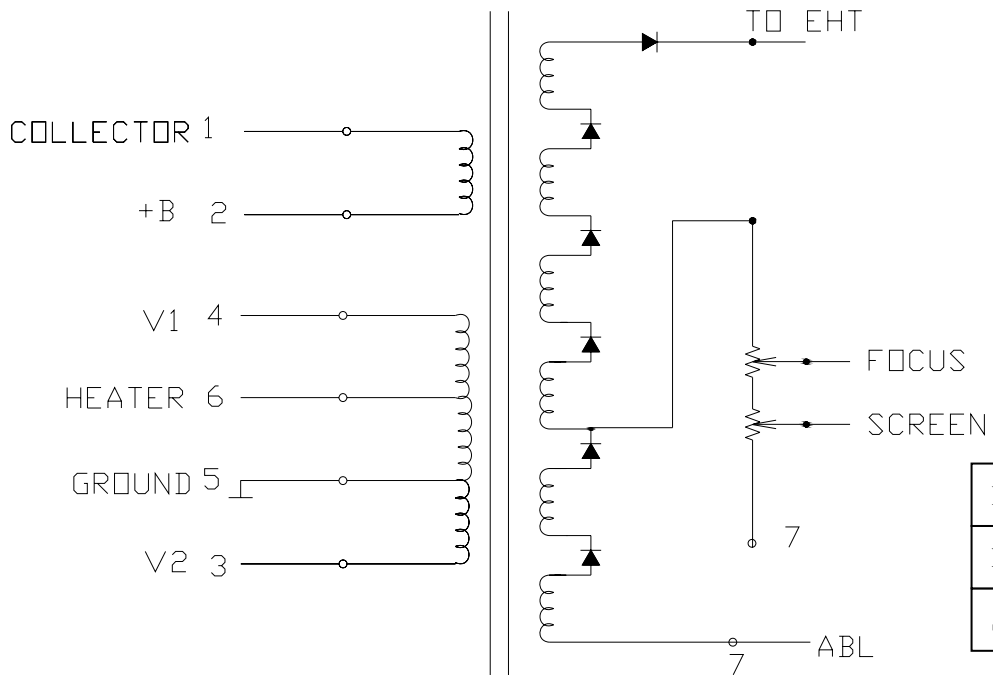 TO EHT
COLLECTOR 1
+B 2
V1 4
FOCUS
HEATER 6
SCREEN
GROUND 5
7
V2 3
ABL
7